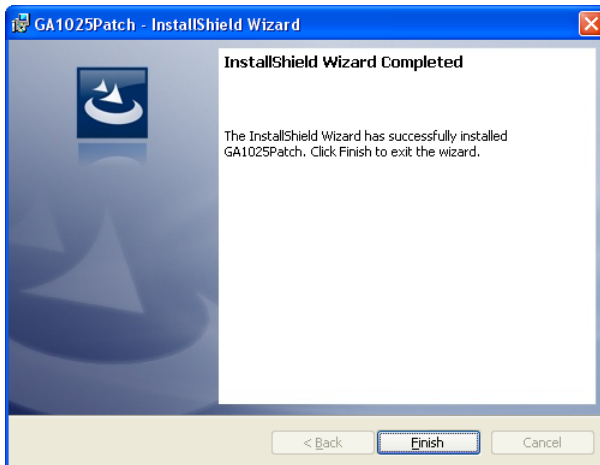 GA1025Patch - InstallShield Wizard
InstallShield Wizard Completed
The InstallShield Wizard has successfully installed
GA1025Patch. Click Finish to exit the wizard.
< Back
Finish
Cancel